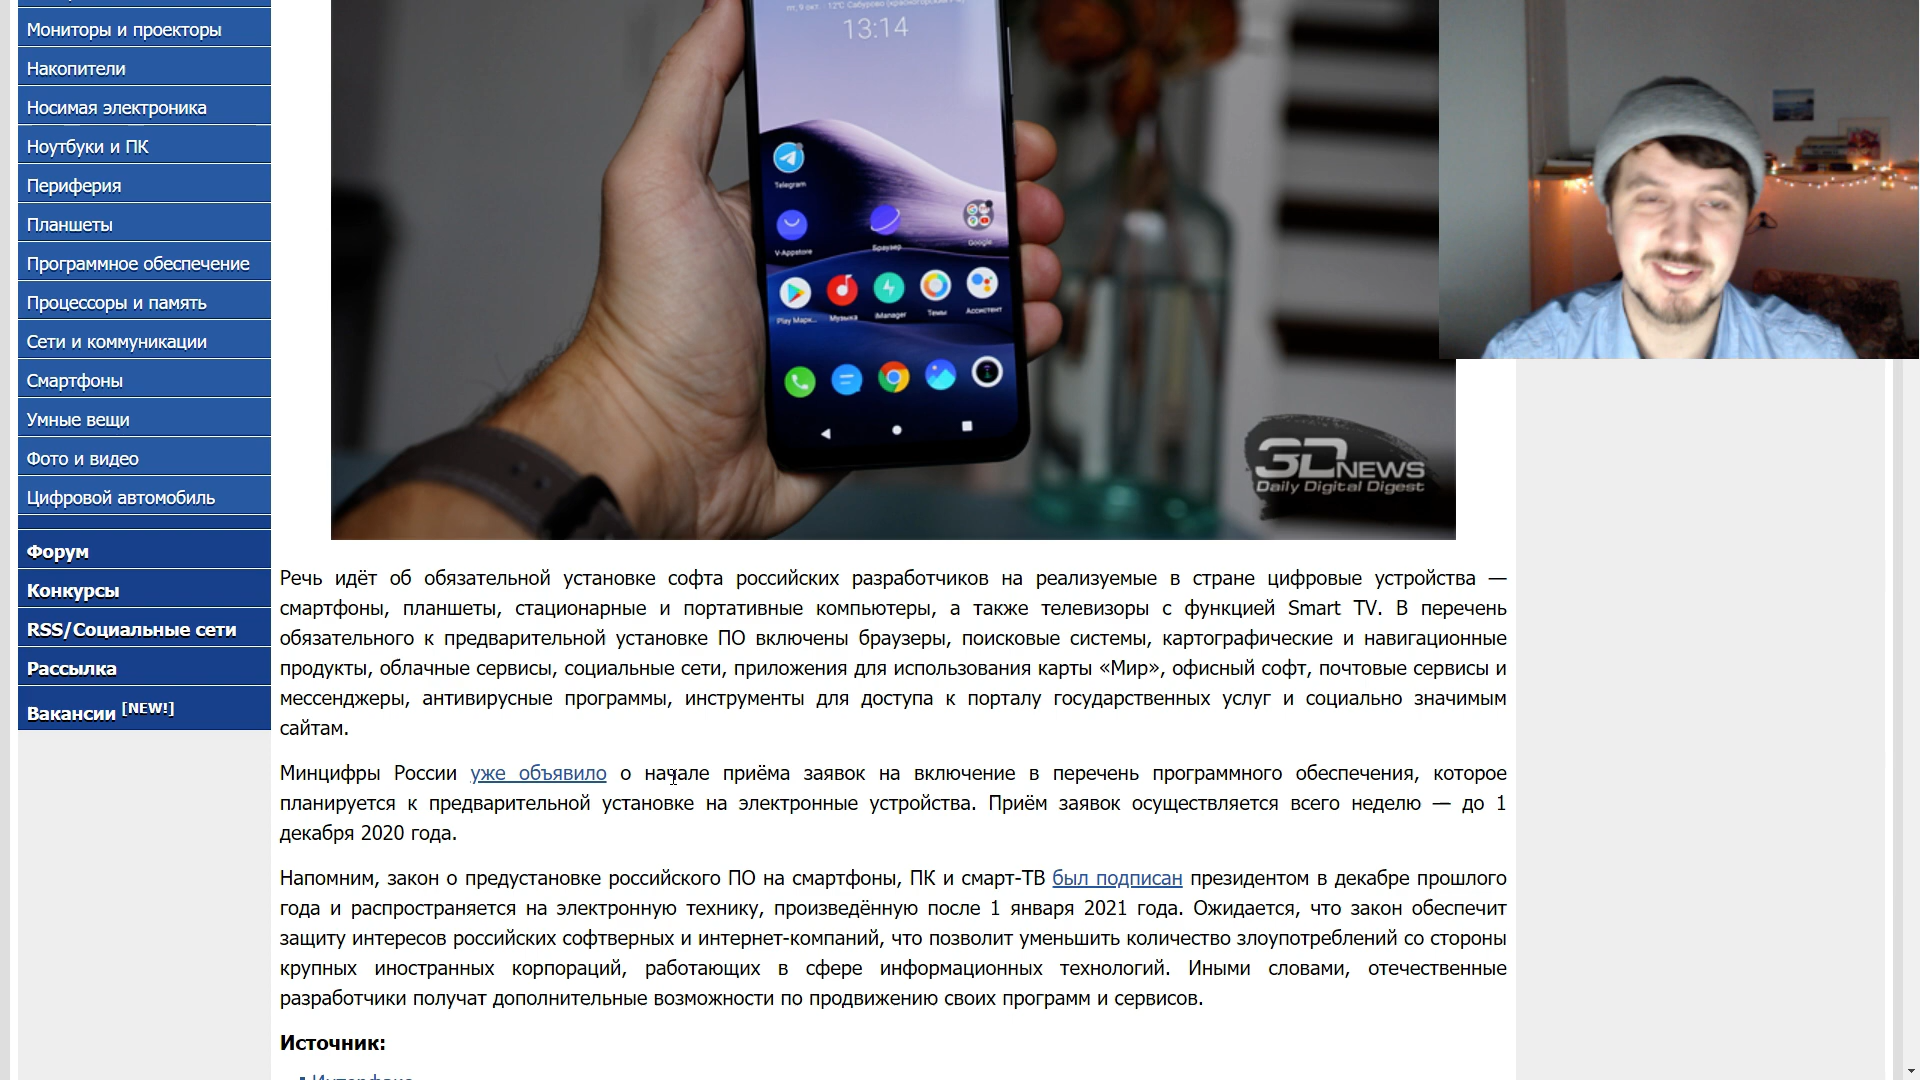 Мониторы и проекторы
Накопители
Носимая электроника
Ноутбуки и ПК
Периферия
Планшеты
Программное обеспечение
Процессоры и память
Сети и коммуникации
Смартфоны
Умные вещи
Фото и видео
Цифровой автомобиль
Форум
Конкурсы
RSS/Социальные сети
Рассылка
Вакансии [NEW!]
пт, 9 окт. 12°C Сабурово
13:14
Telegram
V-Appstore Браузер Google
Play Марк... Музыка iManager Темы Ассистент
3DNEWS
Daily Digital Digest
Речь идёт об обязательной установке софта российских разработчиков на реализуемые в стране цифровые устройства —
смартфоны, планшеты, стационарные и портативные компьютеры, а также телевизоры с функцией Smart TV. В перечень
обязательного к предварительной установке ПО включены браузеры, поисковые системы, картографические и навигационные
продукты, облачные сервисы, социальные сети, приложения для использования карты «Мир», офисный софт, почтовые сервисы и
мессенджеры, антивирусные программы, инструменты для доступа к порталу государственных услуг и социально значимым
сайтам.
Минцифры России уже объявило о начале приёма заявок на включение в перечень программного обеспечения, которое
планируется к предварительной установке на электронные устройства. Приём заявок осуществляется всего неделю — до 1
декабря 2020 года.
Напомним, закон о предустановке российского ПО на смартфоны, ПК и смарт-ТВ был подписан президентом в декабре прошлого
года и распространяется на электронную технику, произведённую после 1 января 2021 года. Ожидается, что закон обеспечит
защиту интересов российских софтверных и интернет-компаний, что позволит уменьшить количество злоупотреблений со стороны
крупных иностранных корпораций, работающих в сфере информационных технологий. Иными словами, отечественные
разработчики получат дополнительные возможности по продвижению своих программ и сервисов.
Источник: